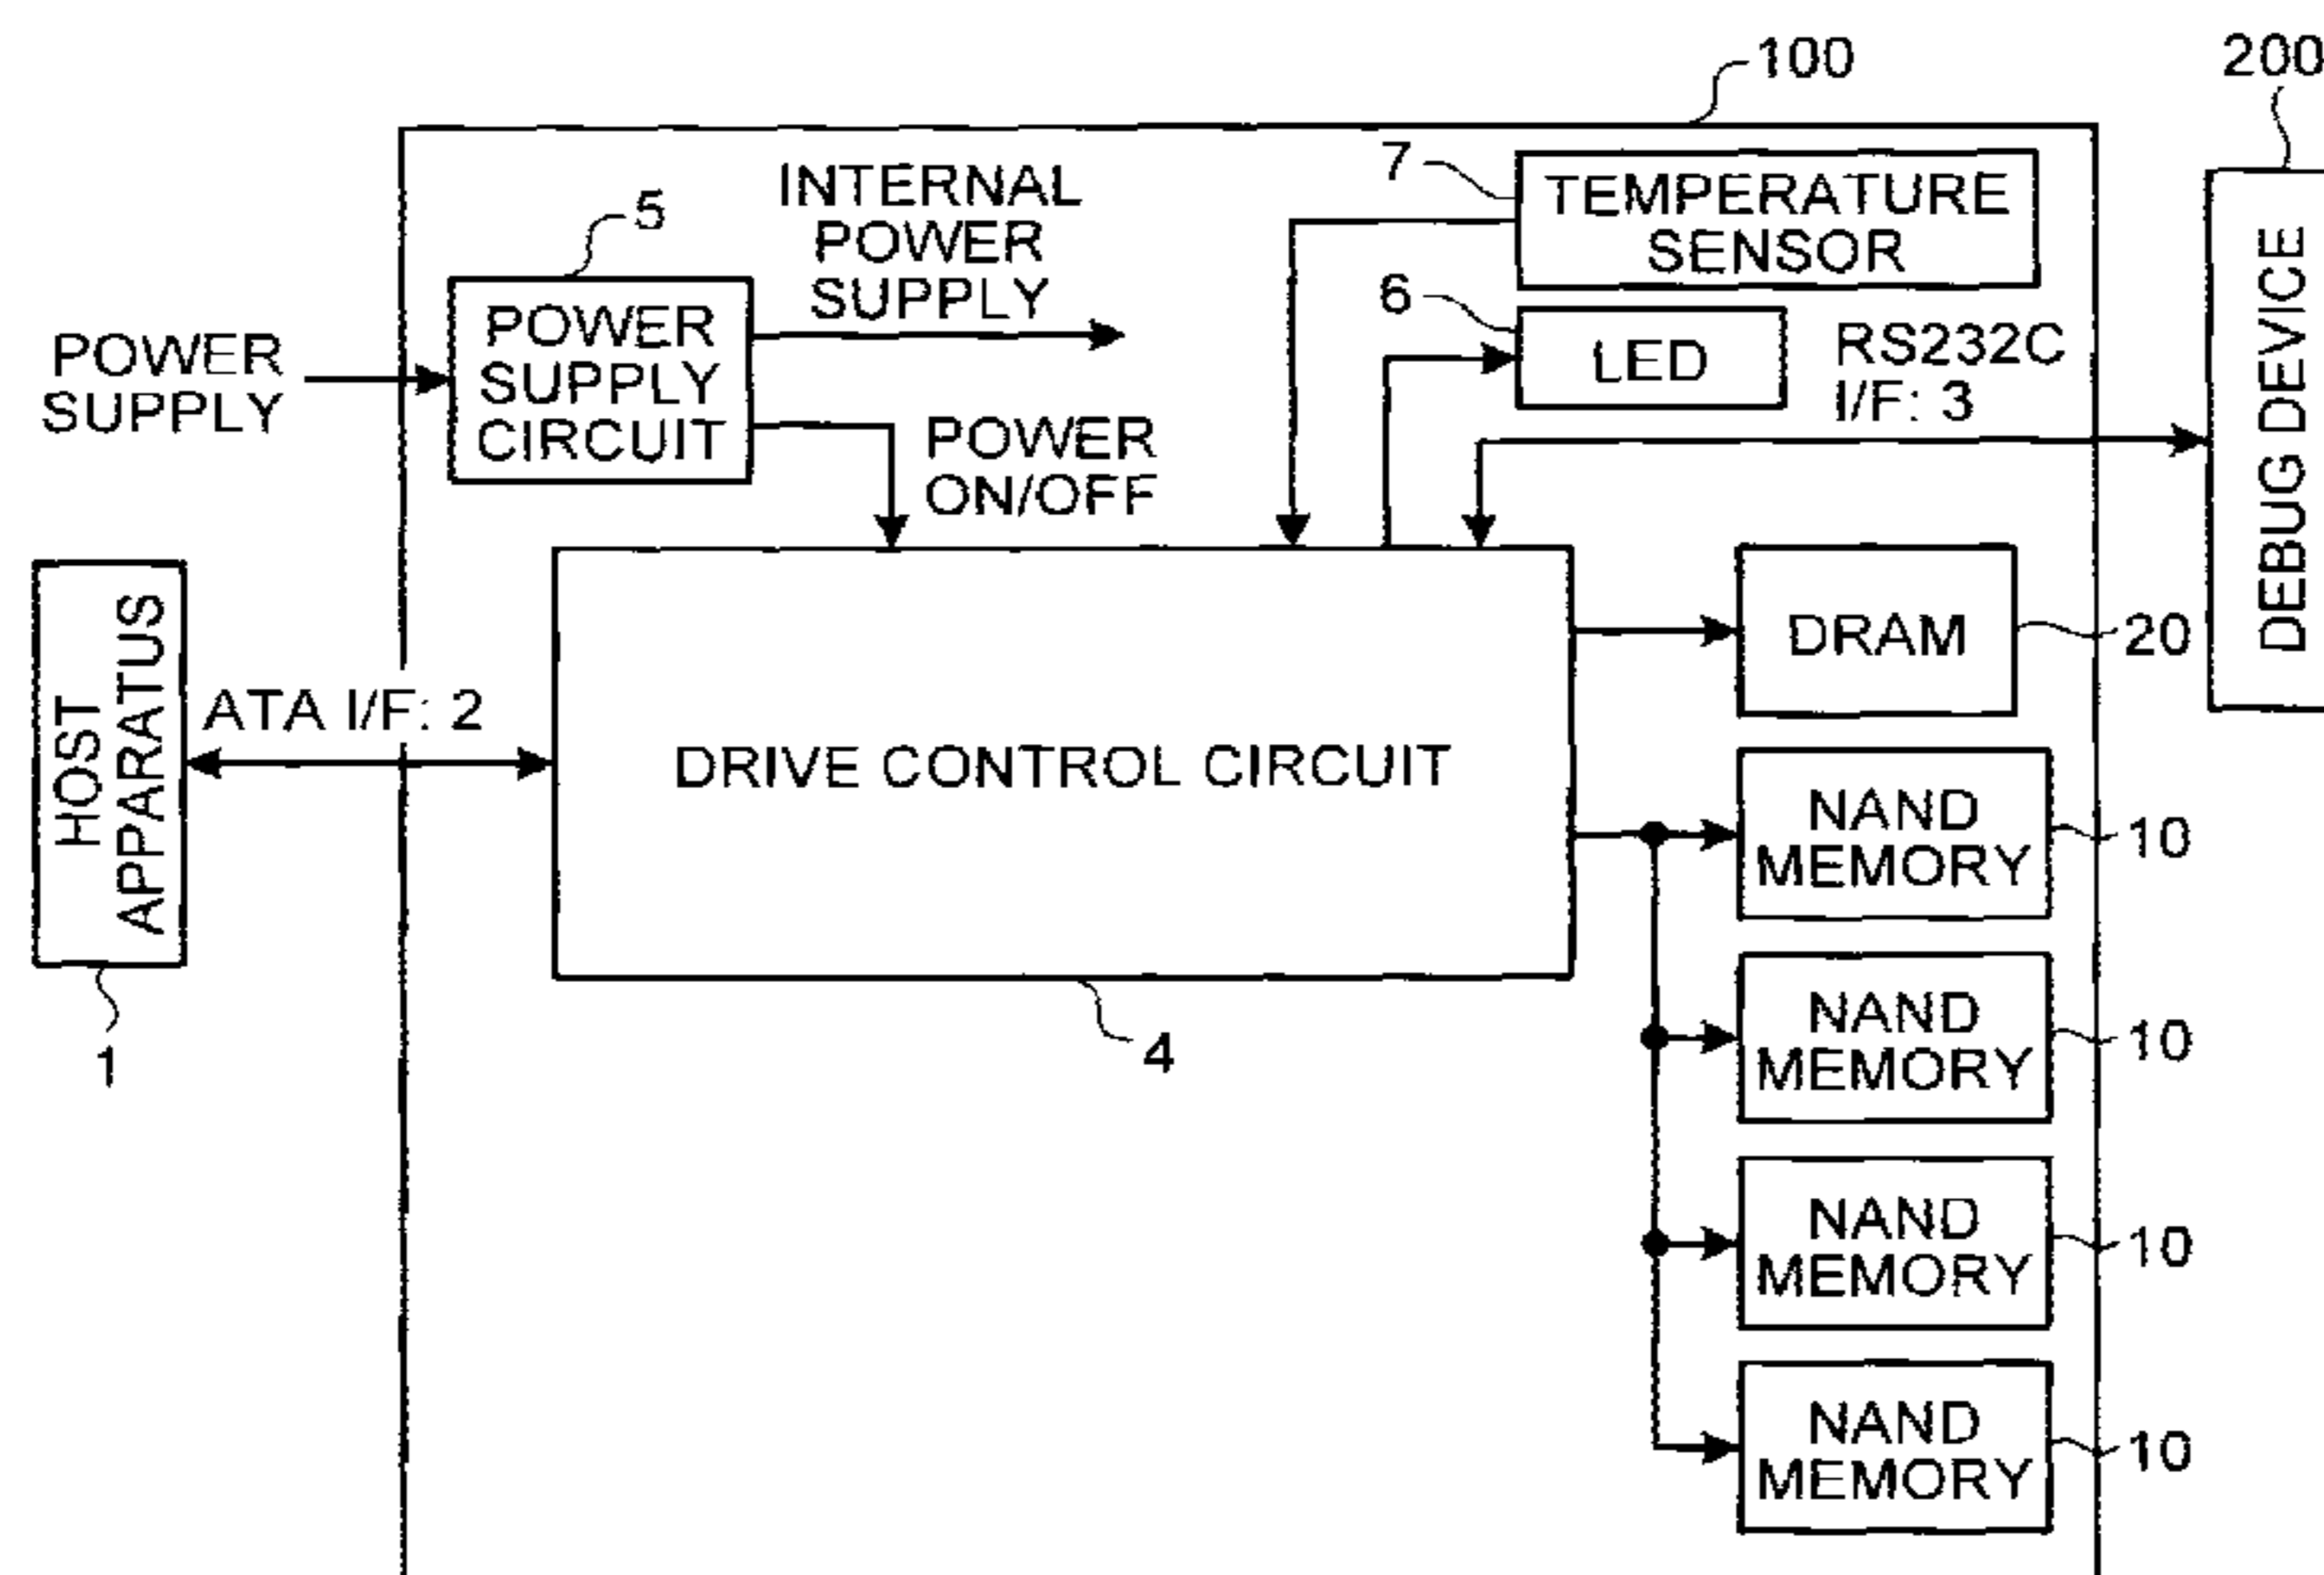 100
200
7
TEMPERATURE
SENSOR
INTERNAL
POWER
SUPPLY
5
6
LED
RS232C
I/F: 3
POWER
SUPPLY
POWER
SUPPLY
CIRCUIT
POWER
ON/OFF
DEBUG DEVICE
HOST
APPARATUS
1
ATA I/F: 2
DRIVE CONTROL CIRCUIT
4
DRAM
20
NAND
MEMORY
10
NAND
MEMORY
10
NAND
MEMORY
10
NAND
MEMORY
10